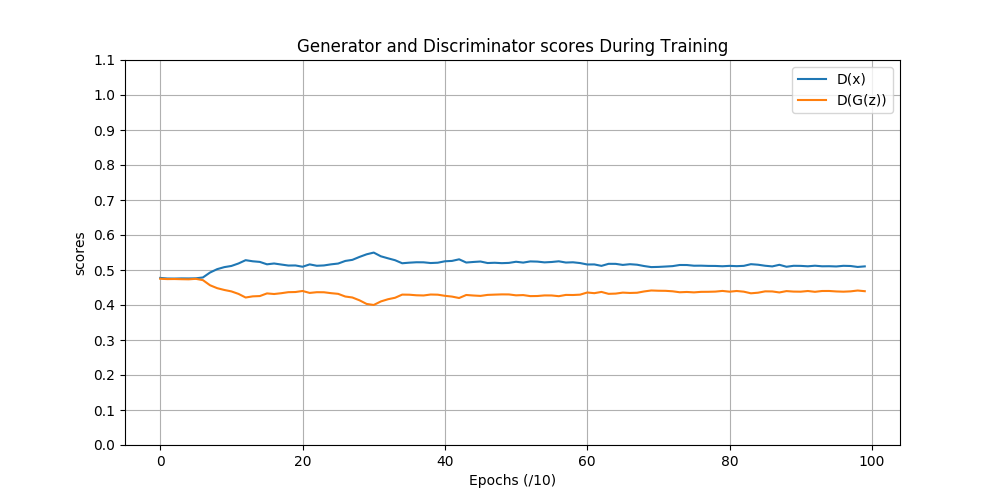 Generator and Discriminator scores During Training
1.1
1.0
0.9
0.8
0.7
0.6
0.5
0.4
0.3
0.2
0.1
0.0
scores
D(x)
D(G(z))
0 20 40 60 80 100
Epochs (/10)